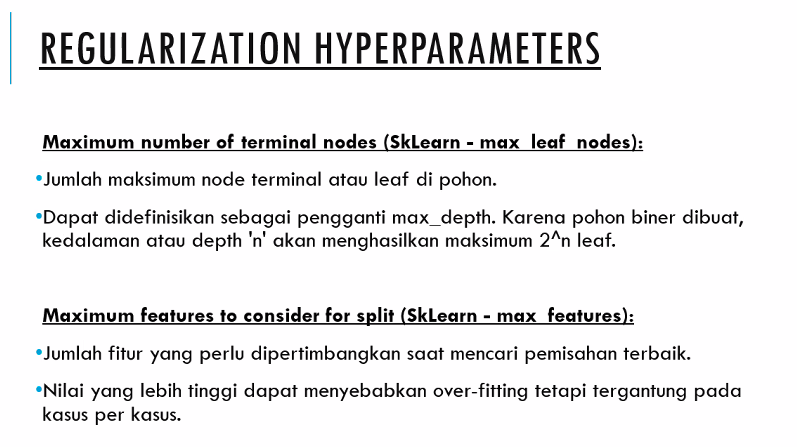 REGULARIZATION HYPERPARAMETERS
Maximum number of terminal nodes (SkLearn - max_leaf_nodes):
•Jumlah maksimum node terminal atau leaf di pohon.
•Dapat didefinisikan sebagai pengganti max_depth. Karena pohon biner dibuat,
kedalaman atau depth 'n' akan menghasilkan maksimum 2^n leaf.
Maximum features to consider for split (SkLearn - max_features):
•Jumlah fitur yang perlu dipertimbangkan saat mencari pemisahan terbaik.
•Nilai yang lebih tinggi dapat menyebabkan over-fitting tetapi tergantung pada
kasus per kasus.